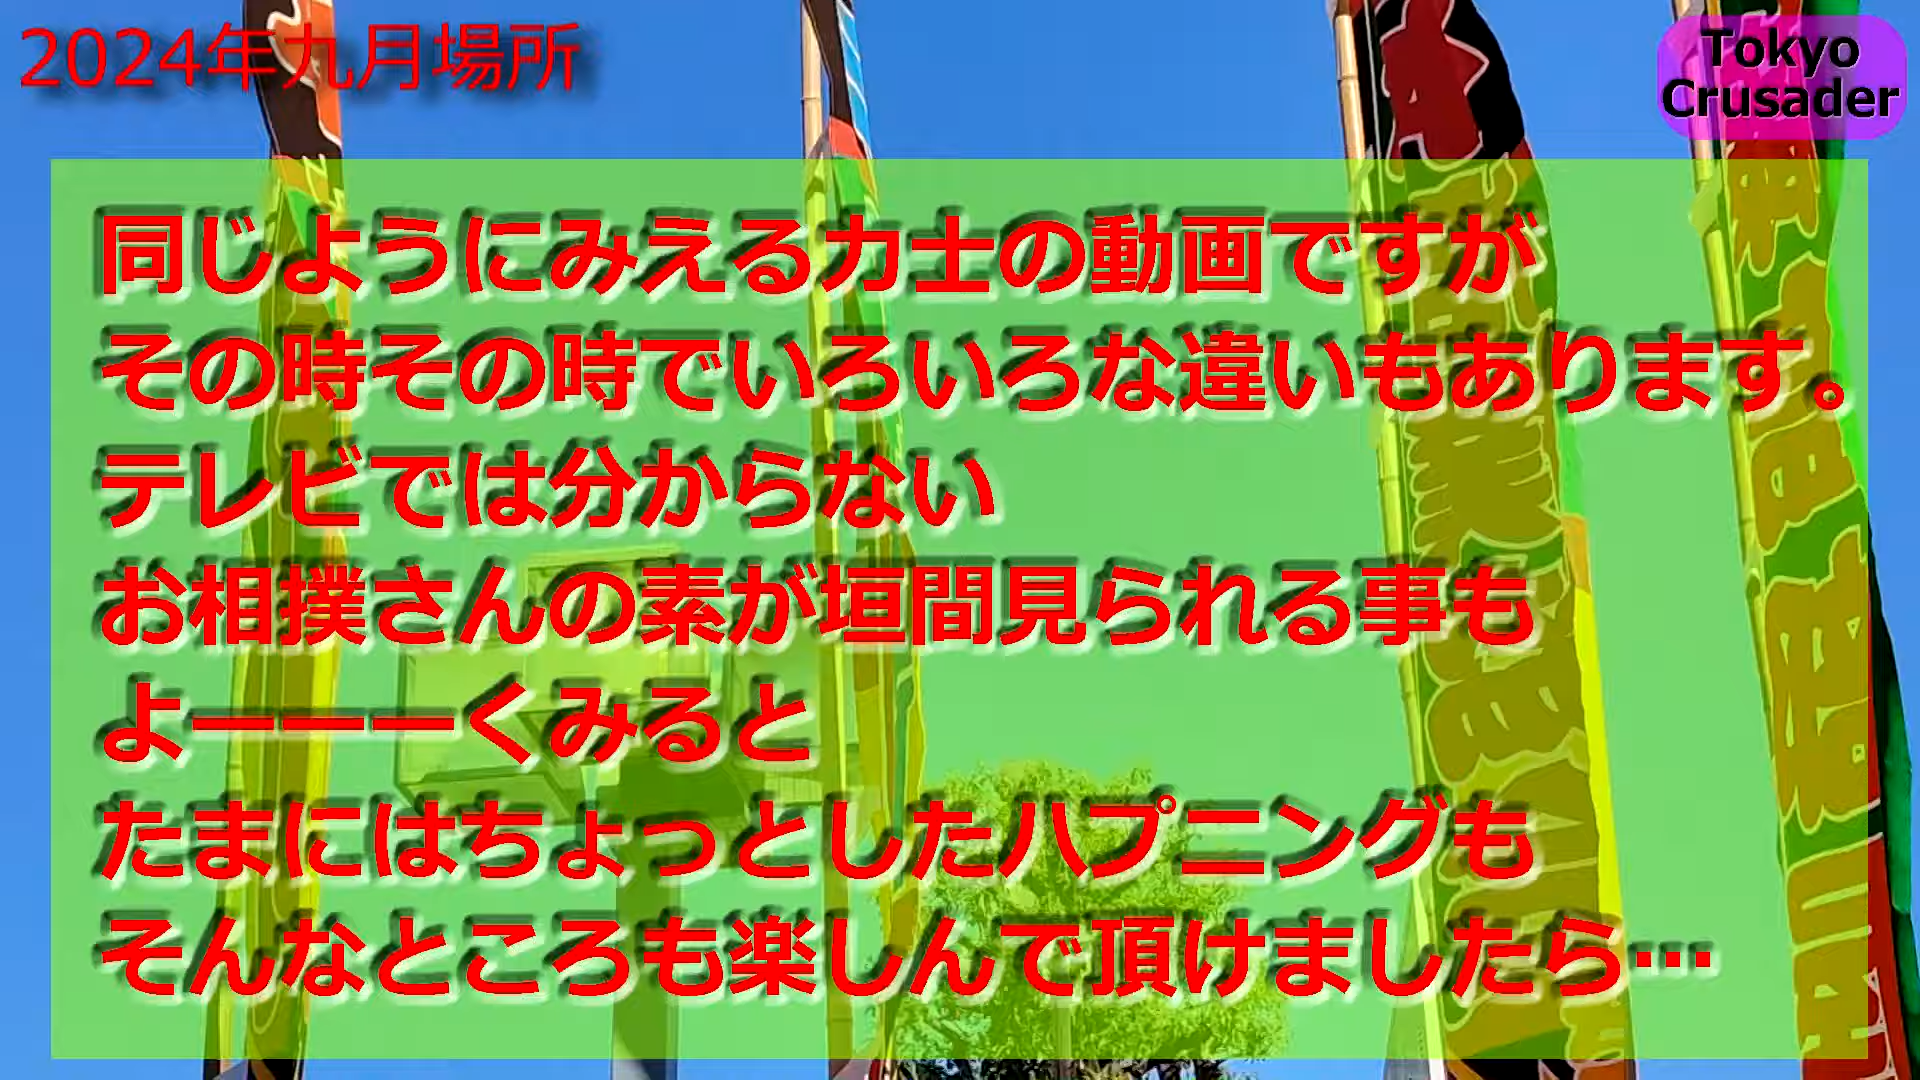 2024年九月場所
Tokyo
Crusader
同じようにみえる力士の動画ですが
その時その時でいろいろな違いもあります。
テレビでは分からない
お相撲さんの素が垣間見られる事も
よーーーくみると
たまにはちょっとしたハプニングも
そんなところも楽しんで頂けましたら…